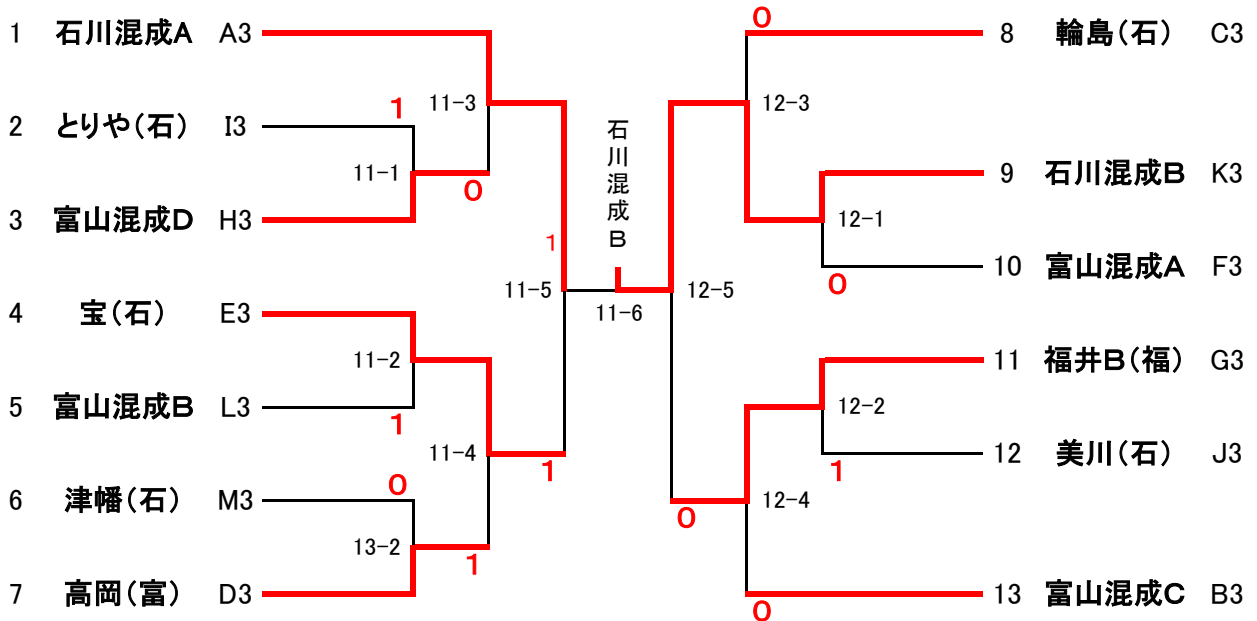 1 石川混成A A3
2 とりや(石) I3
3 富山混成D H3
4 宝(石) E3
5 富山混成B L3
6 津幡(石) M3
7 高岡(富) D3
1
11-1
11-3
0
11-2
1
11-4
0
13-2
1
1
1
11-5
石川混成B
11-6
12-5
0
12-3
12-1
0
12-2
1
12-4
0
0
8 輪島(石) C3
9 石川混成B K3
10 富山混成A F3
11 福井B(福) G3
12 美川(石) J3
13 富山混成C B3